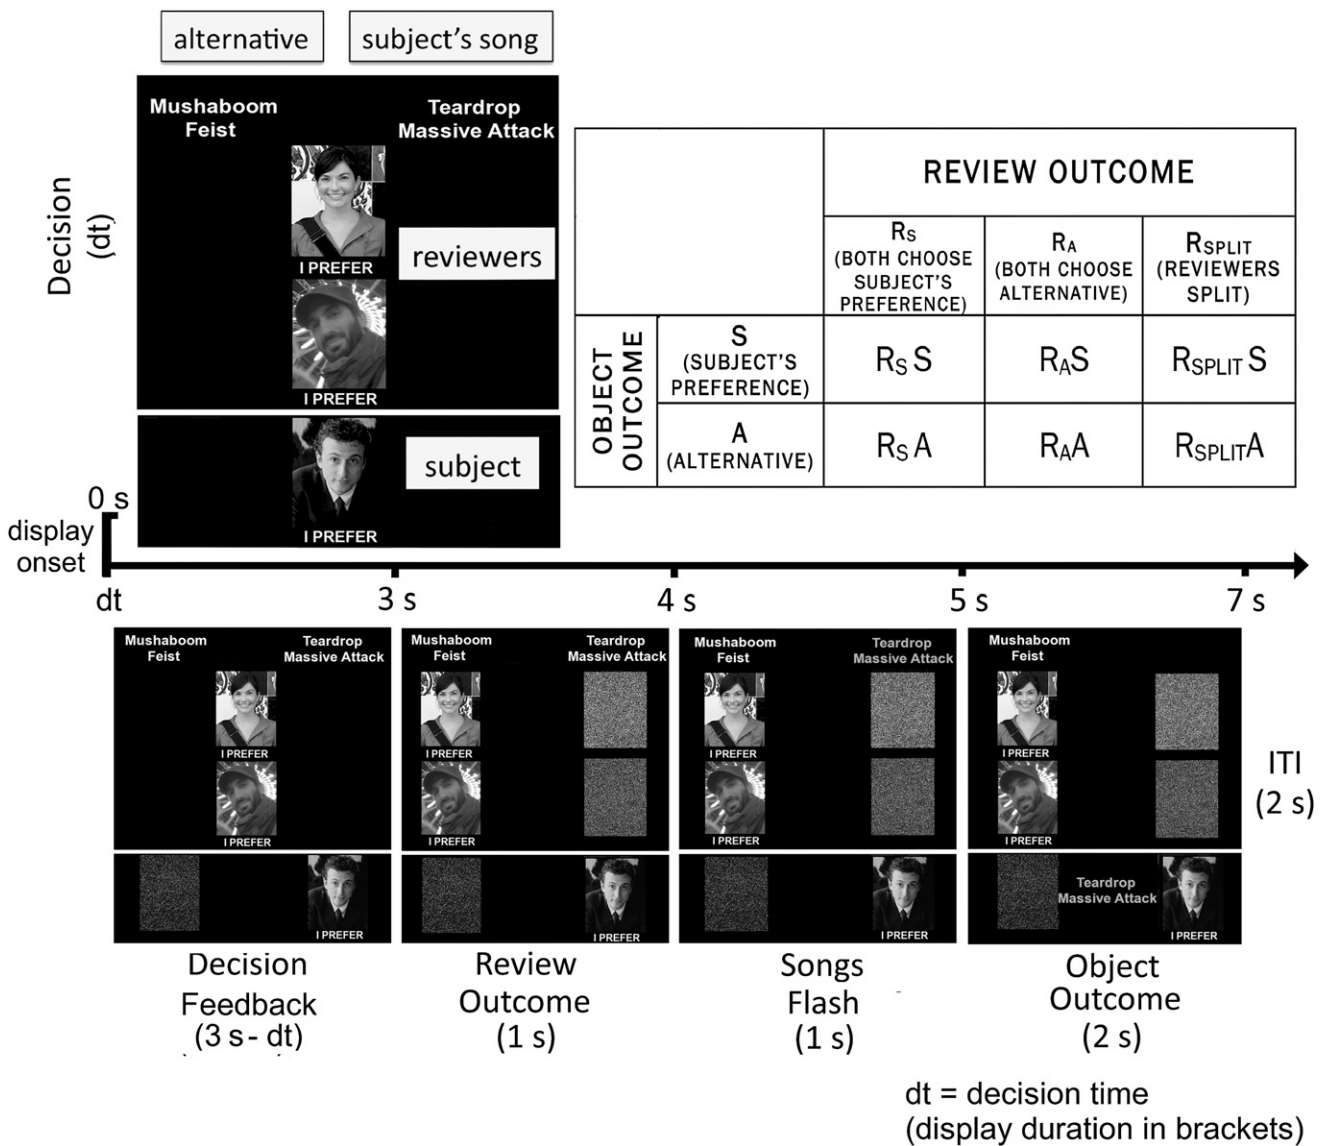 alternative
subject's song
Mushaboom
Feist
Teardrop
Massive Attack
Decision
(dt)
I PREFER
reviewers
I PREFER
subject
I PREFER
REVIEW OUTCOME
RS
(BOTH CHOOSE
SUBJECT'S
PREFERENCE)
RA
(BOTH CHOOSE
ALTERNATIVE)
RSPLIT
(REVIEWERS
SPLIT)
OBJECT
OUTCOME
S
(SUBJECT'S
PREFERENCE)
RS S
RAS
RSPLIT S
A
(ALTERNATIVE)
RS A
RAA
RSPLITA
0 s
display
onset
dt
3 s
4 s
5 s
7 s
Mushaboom
Feist
Teardrop
Massive Attack
I PREFER
I PREFER
I PREFER
Mushaboom
Feist
Teardrop
Massive Attack
I PREFER
I PREFER
I PREFER
Mushaboom
Feist
Teardrop
Massive Attack
I PREFER
I PREFER
I PREFER
Mushaboom
Feist
I PREFER
I PREFER
Teardrop
Massive Attack
I PREFER
ITI
(2 s)
Decision
Feedback
(3 s - dt)
Review
Outcome
(1 s)
Songs
Flash
(1 s)
Object
Outcome
(2 s)
dt = decision time
(display duration in brackets)